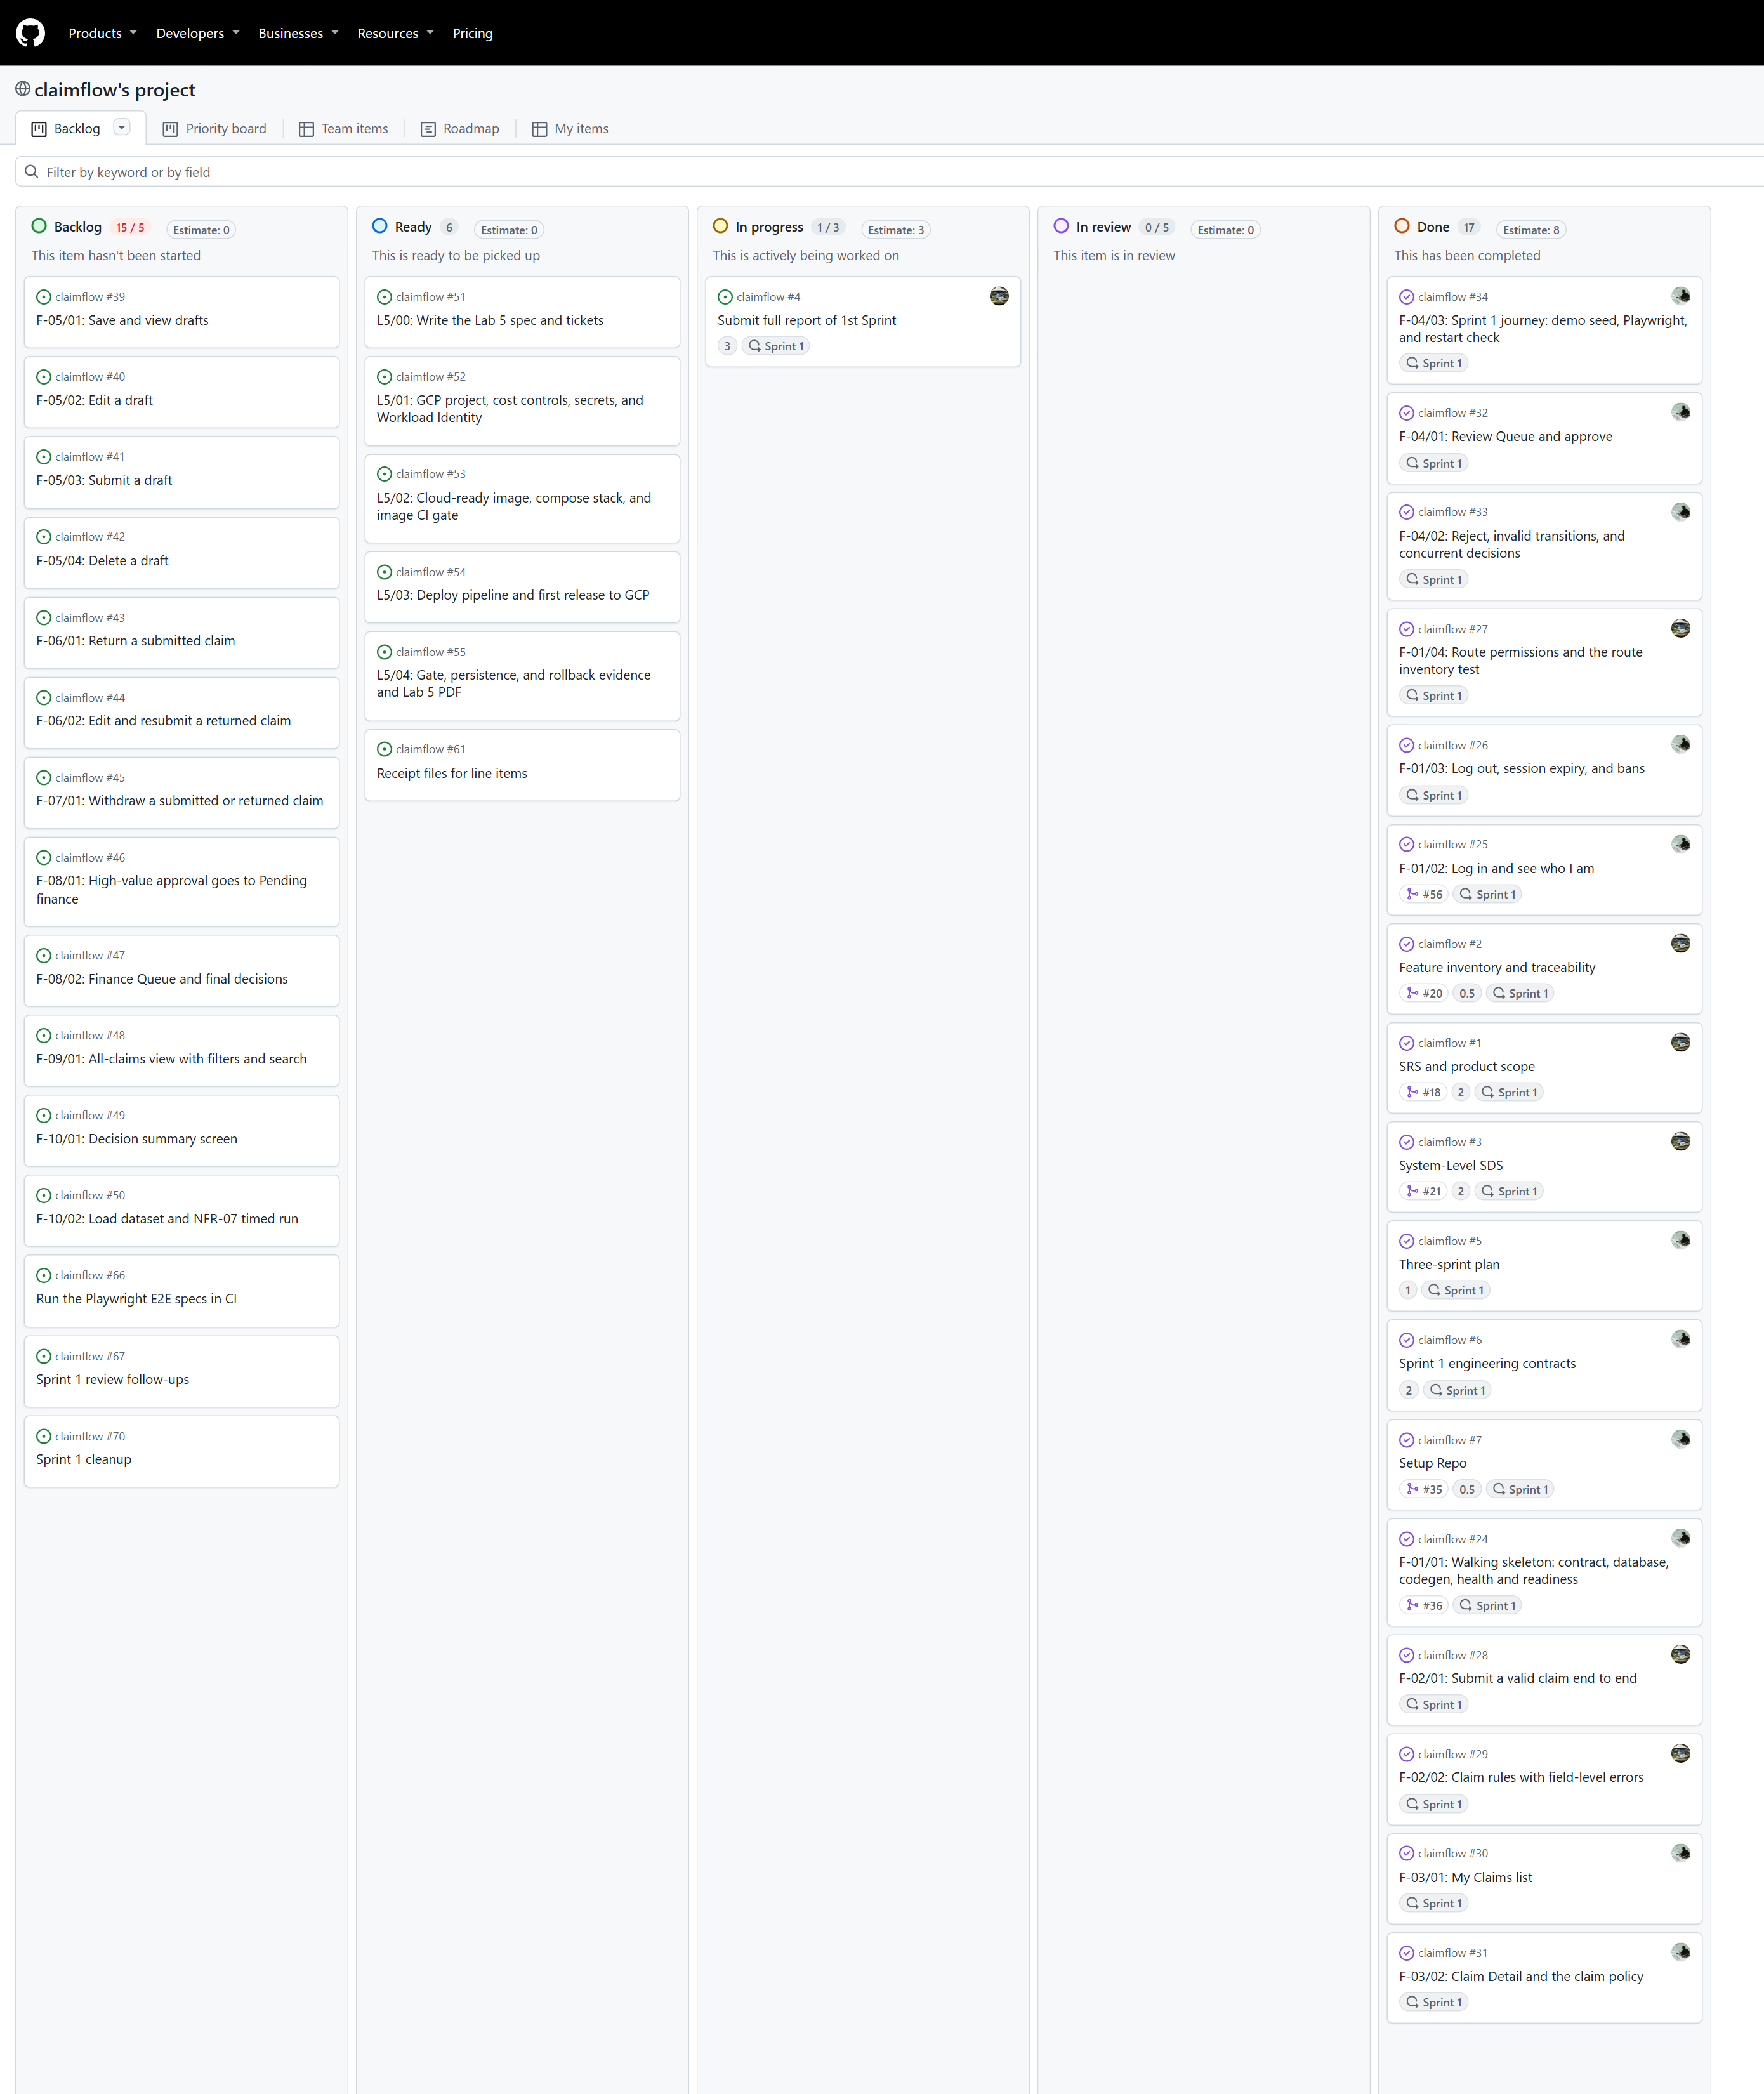 Products
Developers
Businesses
Resources
Pricing
claimflow's project
Backlog
Priority board
Team items
Roadmap
My items
Filter by keyword or by field
Backlog 15 / 5 Estimate: 0
This item hasn't been started
claimflow #39
F-05/01: Save and view drafts
claimflow #40
F-05/02: Edit a draft
claimflow #41
F-05/03: Submit a draft
claimflow #42
F-05/04: Delete a draft
claimflow #43
F-06/01: Return a submitted claim
claimflow #44
F-06/02: Edit and resubmit a returned claim
claimflow #45
F-07/01: Withdraw a submitted or returned claim
claimflow #46
F-08/01: High-value approval goes to Pending
finance
claimflow #47
F-08/02: Finance Queue and final decisions
claimflow #48
F-09/01: All-claims view with filters and search
claimflow #49
F-10/01: Decision summary screen
claimflow #50
F-10/02: Load dataset and NFR-07 timed run
claimflow #66
Run the Playwright E2E specs in CI
claimflow #67
Sprint 1 review follow-ups
claimflow #70
Sprint 1 cleanup
Ready 6 Estimate: 0
This is ready to be picked up
claimflow #51
L5/00: Write the Lab 5 spec and tickets
claimflow #52
L5/01: GCP project, cost controls, secrets, and
Workload Identity
claimflow #53
L5/02: Cloud-ready image, compose stack, and
image CI gate
claimflow #54
L5/03: Deploy pipeline and first release to GCP
claimflow #55
L5/04: Gate, persistence, and rollback evidence
and Lab 5 PDF
claimflow #61
Receipt files for line items
In progress 1 / 3 Estimate: 3
This is actively being worked on
claimflow #4
Submit full report of 1st Sprint
3 Sprint 1
In review 0 / 5 Estimate: 0
This item is in review
Done 17 Estimate: 8
This has been completed
claimflow #34
F-04/03: Sprint 1 journey: demo seed, Playwright,
and restart check
Sprint 1
claimflow #32
F-04/01: Review Queue and approve
Sprint 1
claimflow #33
F-04/02: Reject, invalid transitions, and
concurrent decisions
Sprint 1
claimflow #27
F-01/04: Route permissions and the route
inventory test
Sprint 1
claimflow #26
F-01/03: Log out, session expiry, and bans
Sprint 1
claimflow #25
F-01/02: Log in and see who I am
#56 Sprint 1
claimflow #2
Feature inventory and traceability
#20 0.5 Sprint 1
claimflow #1
SRS and product scope
#18 2 Sprint 1
claimflow #3
System-Level SDS
#21 2 Sprint 1
claimflow #5
Three-sprint plan
1 Sprint 1
claimflow #6
Sprint 1 engineering contracts
2 Sprint 1
claimflow #7
Setup Repo
#35 0.5 Sprint 1
claimflow #24
F-01/01: Walking skeleton: contract, database,
codegen, health and readiness
#36 Sprint 1
claimflow #28
F-02/01: Submit a valid claim end to end
Sprint 1
claimflow #29
F-02/02: Claim rules with field-level errors
Sprint 1
claimflow #30
F-03/01: My Claims list
Sprint 1
claimflow #31
F-03/02: Claim Detail and the claim policy
Sprint 1